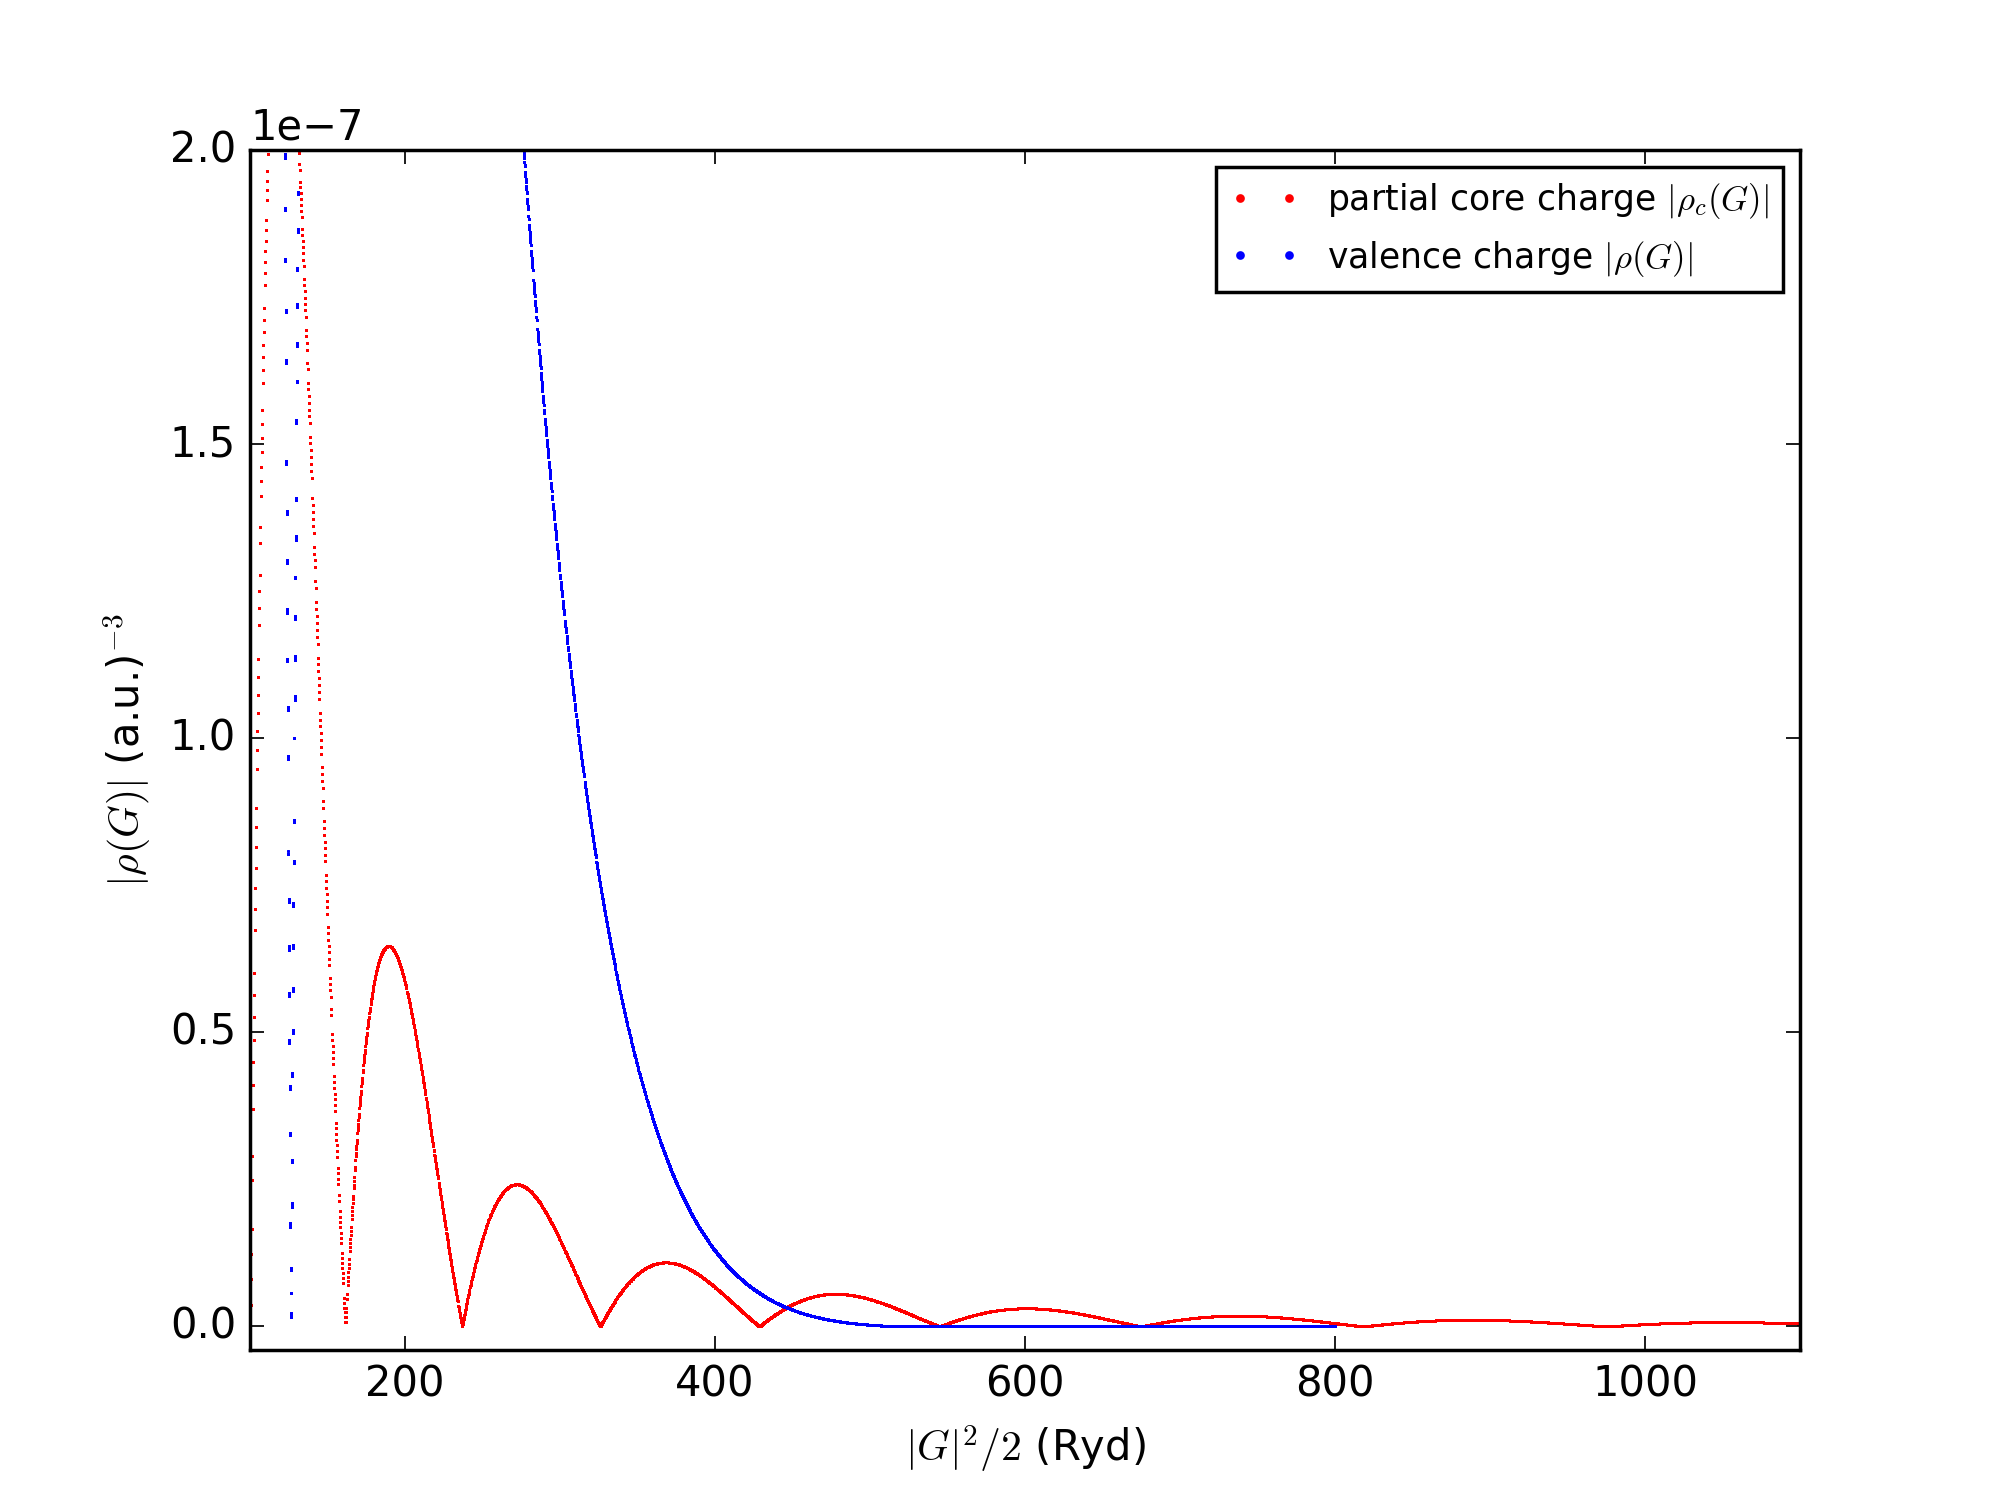 1e−7
2.0
1.5
1.0
0.5
0.0
200
400
600
800
1000
|G|²/2 (Ryd)
|ρ(G)| (a.u.)⁻³
partial core charge |ρ_c(G)|
valence charge |ρ(G)|